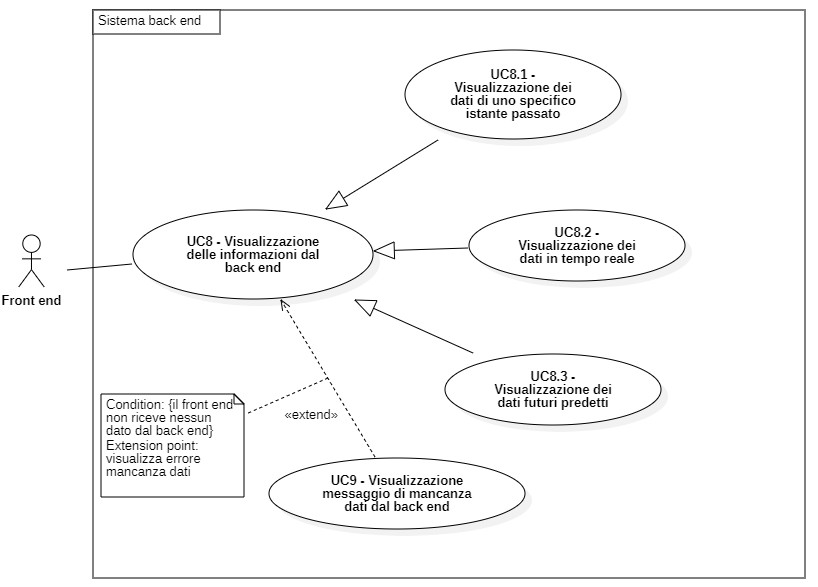 Sistema back end
UC8.1 -
Visualizzazione dei
dati di uno specifico
istante passato
UC8 - Visualizzazione
delle informazioni dal
back end
UC8.2 -
Visualizzazione dei
dati in tempo reale
Front end
UC8.3 -
Visualizzazione dei
dati futuri predetti
Condition: {il front end
non riceve nessun
dato dal back end}
Extension point:
visualizza errore
mancanza dati
«extend»
UC9 - Visualizzazione
messaggio di mancanza
dati dal back end